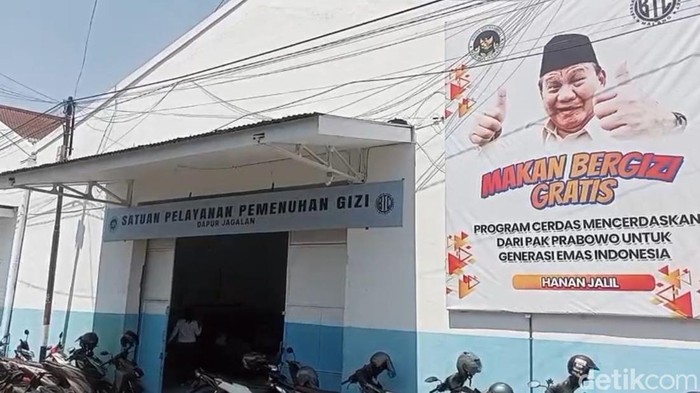 SATUAN PELAYANAN PEMENUHAN GIZI
DAPUR JAGALAN
MAKAN BERGIZI
GRATIS
PROGRAM CERDAS MENCERDASKAN
DARI PAK PRABOWO UNTUK
GENERASI EMAS INDONESIA
HANAN JALIL
detikcom